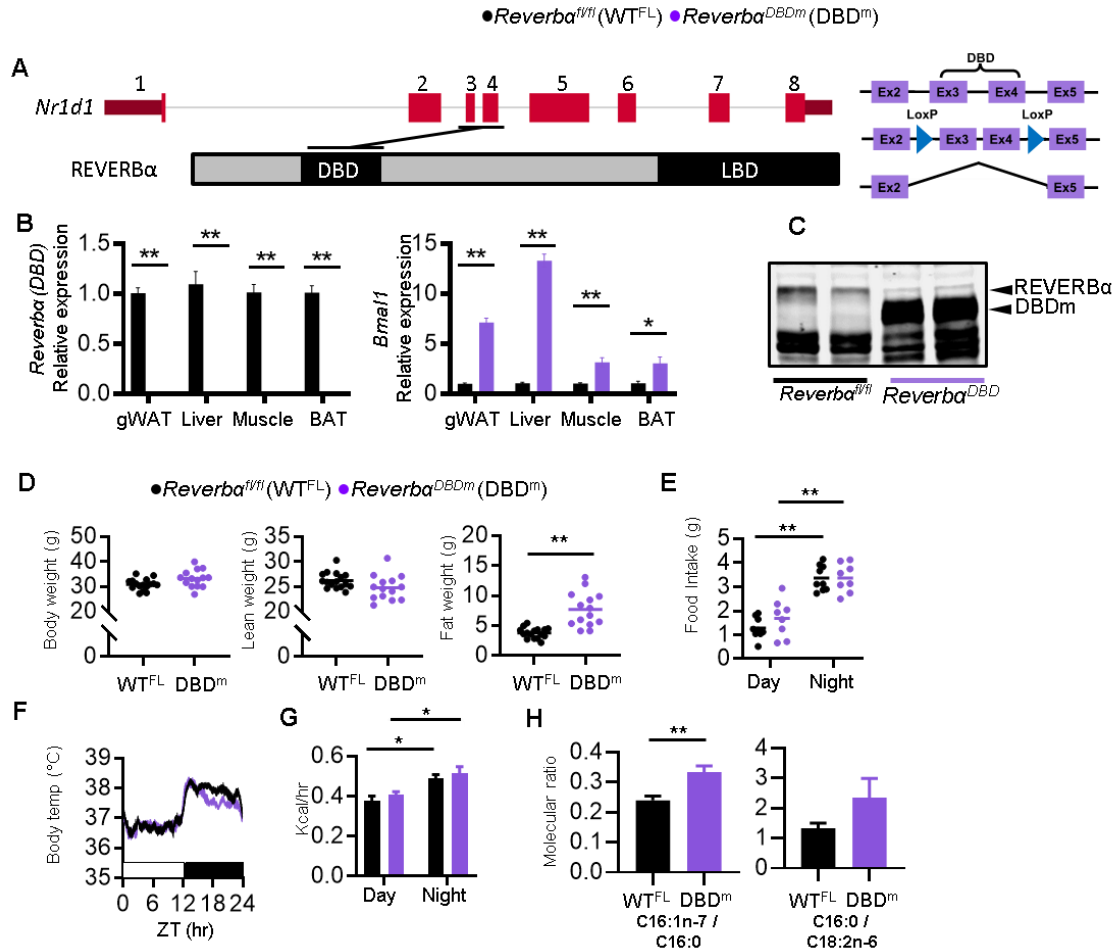 ●Reverbα^fl/fl (WT^FL) ●Reverbα^DBDm (DBD^m)
A
1 2 3 4 5 6 7 8
Nr1d1
REVERBα
DBD LBD
DBD
Ex2 Ex3 Ex4 Ex5
LoxP LoxP
Ex2 Ex3 Ex4 Ex5
Ex2 Ex5
B
Reverbα (DBD)
Relative expression
1.5
1.0
0.5
0.0
** ** ** **
gWAT Liver Muscle BAT
Bmal1
Relative expression
15
10
5
0
** ** ** *
gWAT Liver Muscle BAT
C
REVERBα
DBDm
Reverbα^fl/fl Reverbα^DBD
D
●Reverbα^fl/fl (WT^FL) ●Reverbα^DBDm (DBD^m)
Body weight (g)
50
40
30
20
0
WT^FL DBD^m
Lean weight (g)
35
30
25
20
0
WT^FL DBD^m
Fat weight (g)
20
15
10
5
0
**
WT^FL DBD^m
E
Food Intake (g)
5
4
3
2
1
0
**
**
Day Night
F
Body temp (°C)
39
38
37
36
35
0 6 12 18 24
ZT (hr)
G
Kcal/hr
0.6
0.4
0.2
0.0
*
*
Day Night
H
Molecular ratio
0.4
0.3
0.2
0.1
0.0
**
WT^FL DBD^m
C16:1n-7 /
C16:0
4
3
2
1
0
WT^FL DBD^m
C16:0 /
C18:2n-6